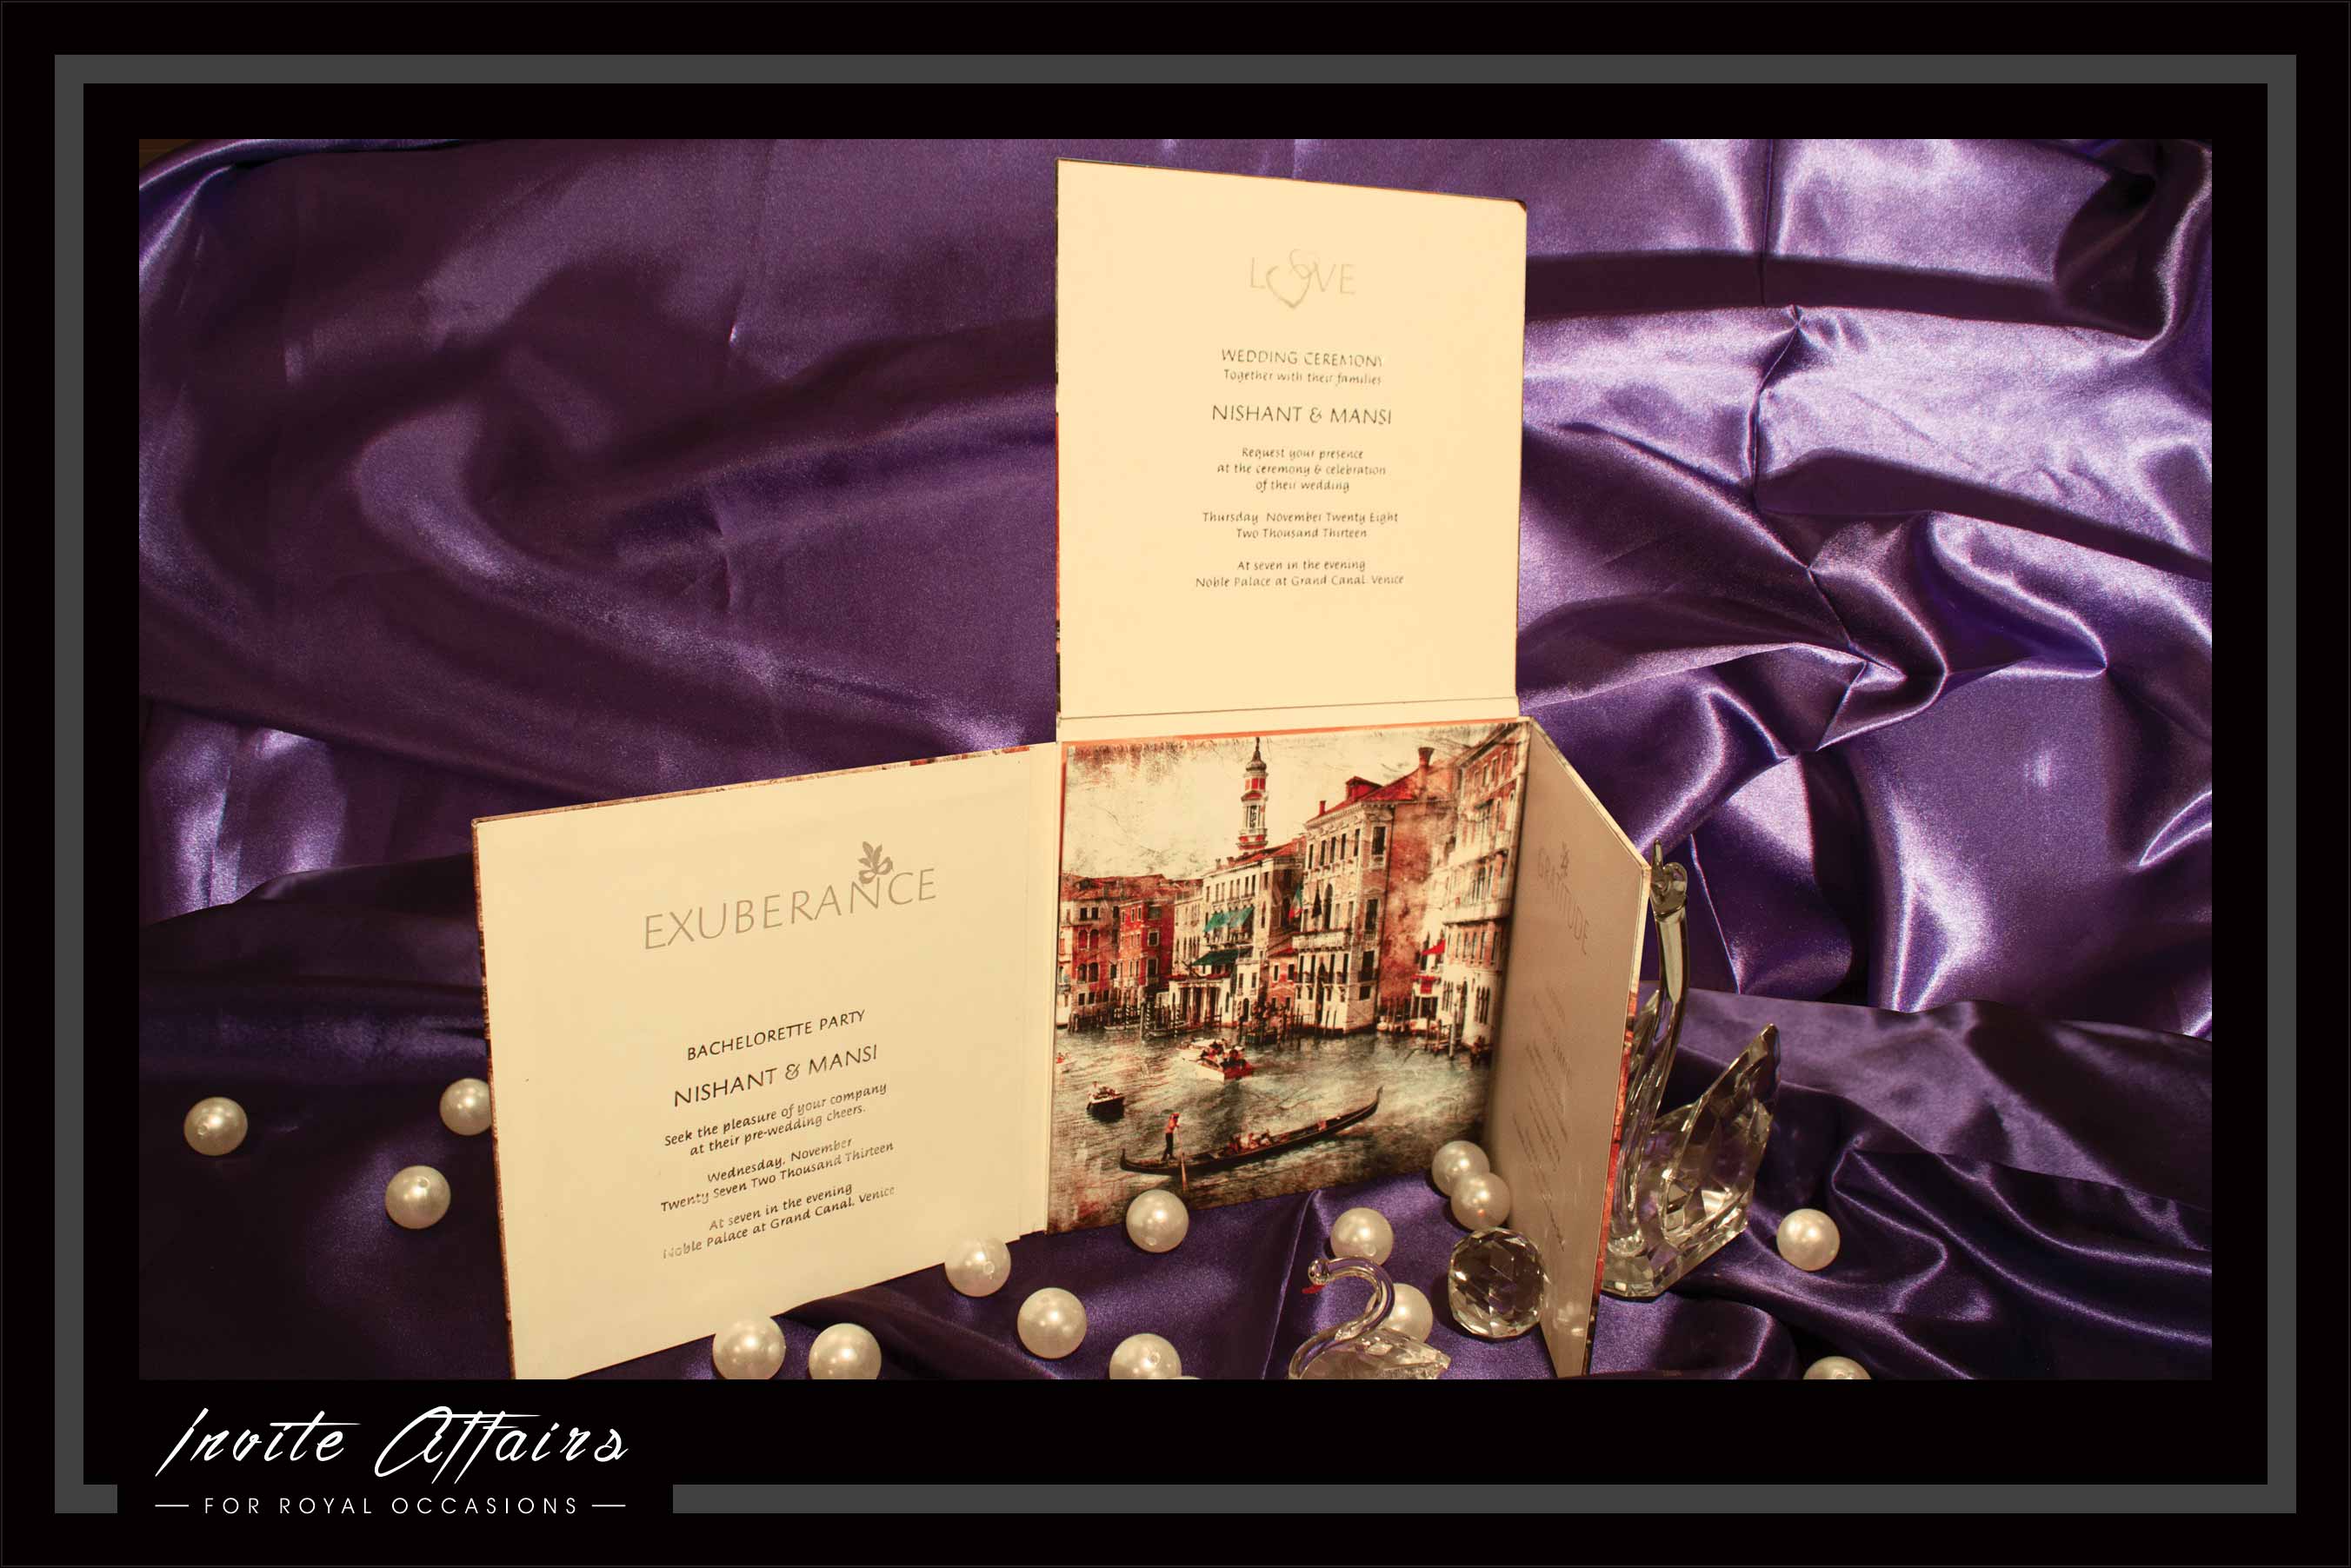 LOVE
WEDDING CEREMONY
Together with their families
NISHANT & MANSI
Request your presence
at the ceremony & celebration
of their wedding
Thursday November Twenty Eight
Two Thousand Thirteen
At seven in the evening
Noble Palace at Grand Canal, Venice
EXUBERANCE
BACHELORETTE PARTY
NISHANT & MANSI
Seek the pleasure of your company
at their pre-wedding cheers.
Wednesday, November
Twenty Seven Two Thousand Thirteen
At seven in the evening
Noble Palace at Grand Canal, Venice
GRATITUDE
Invite Affairs
— FOR ROYAL OCCASIONS —